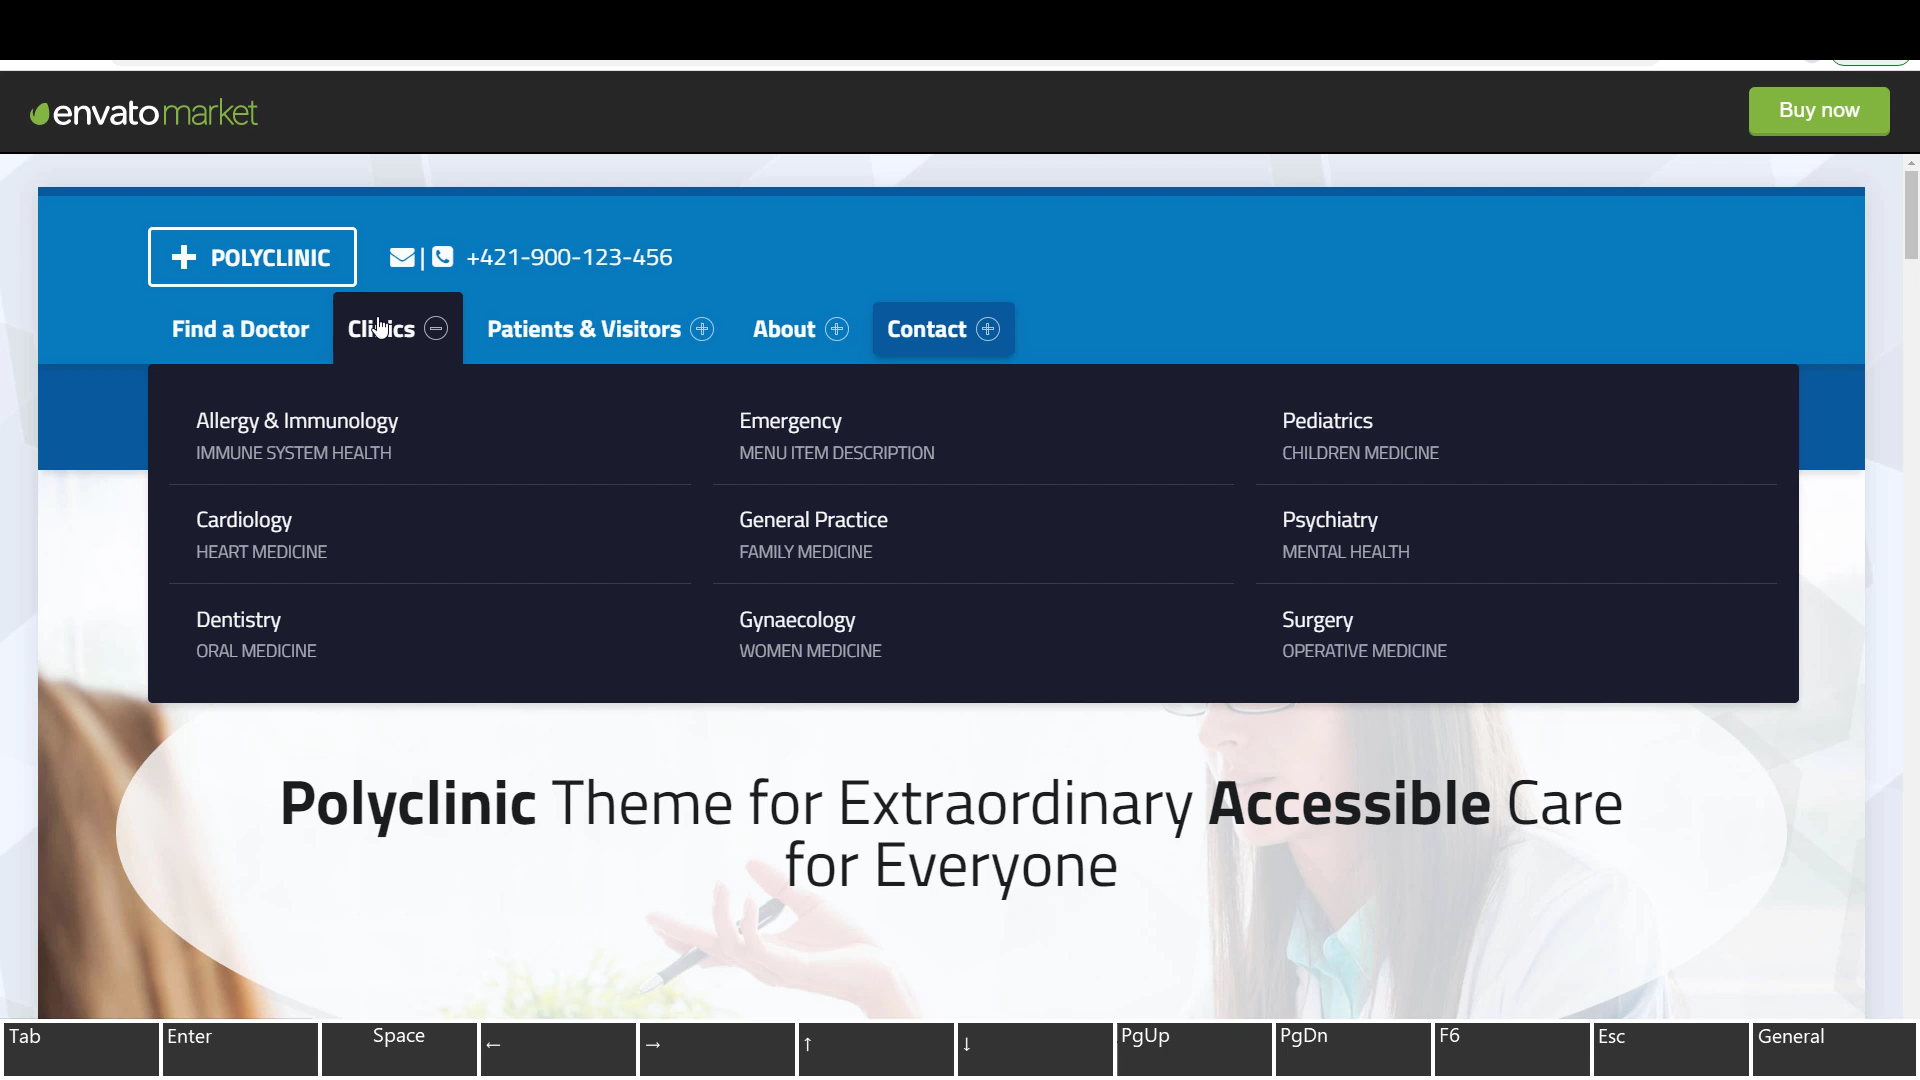 envatomarket
Buy now
POLYCLINIC
| +421-900-123-456
Find a Doctor
Clinics
Patients & Visitors
About
Contact
Allergy & Immunology
IMMUNE SYSTEM HEALTH
Emergency
MENU ITEM DESCRIPTION
Pediatrics
CHILDREN MEDICINE
Cardiology
HEART MEDICINE
General Practice
FAMILY MEDICINE
Psychiatry
MENTAL HEALTH
Dentistry
ORAL MEDICINE
Gynaecology
WOMEN MEDICINE
Surgery
OPERATIVE MEDICINE
Polyclinic Theme for Extraordinary Accessible Care
for Everyone
Tab
Enter
Space
←
→
↑
↓
PgUp
PgDn
F6
Esc
General